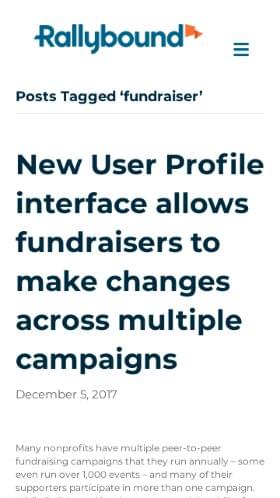 Rallybound
Posts Tagged ‘fundraiser’
New User Profile
interface allows
fundraisers to
make changes
across multiple
campaigns
December 5, 2017
Many nonprofits have multiple peer-to-peer
fundraising campaigns that they run annually – some
even run over 1,000 events – and many of their
supporters participate in more than one campaign.